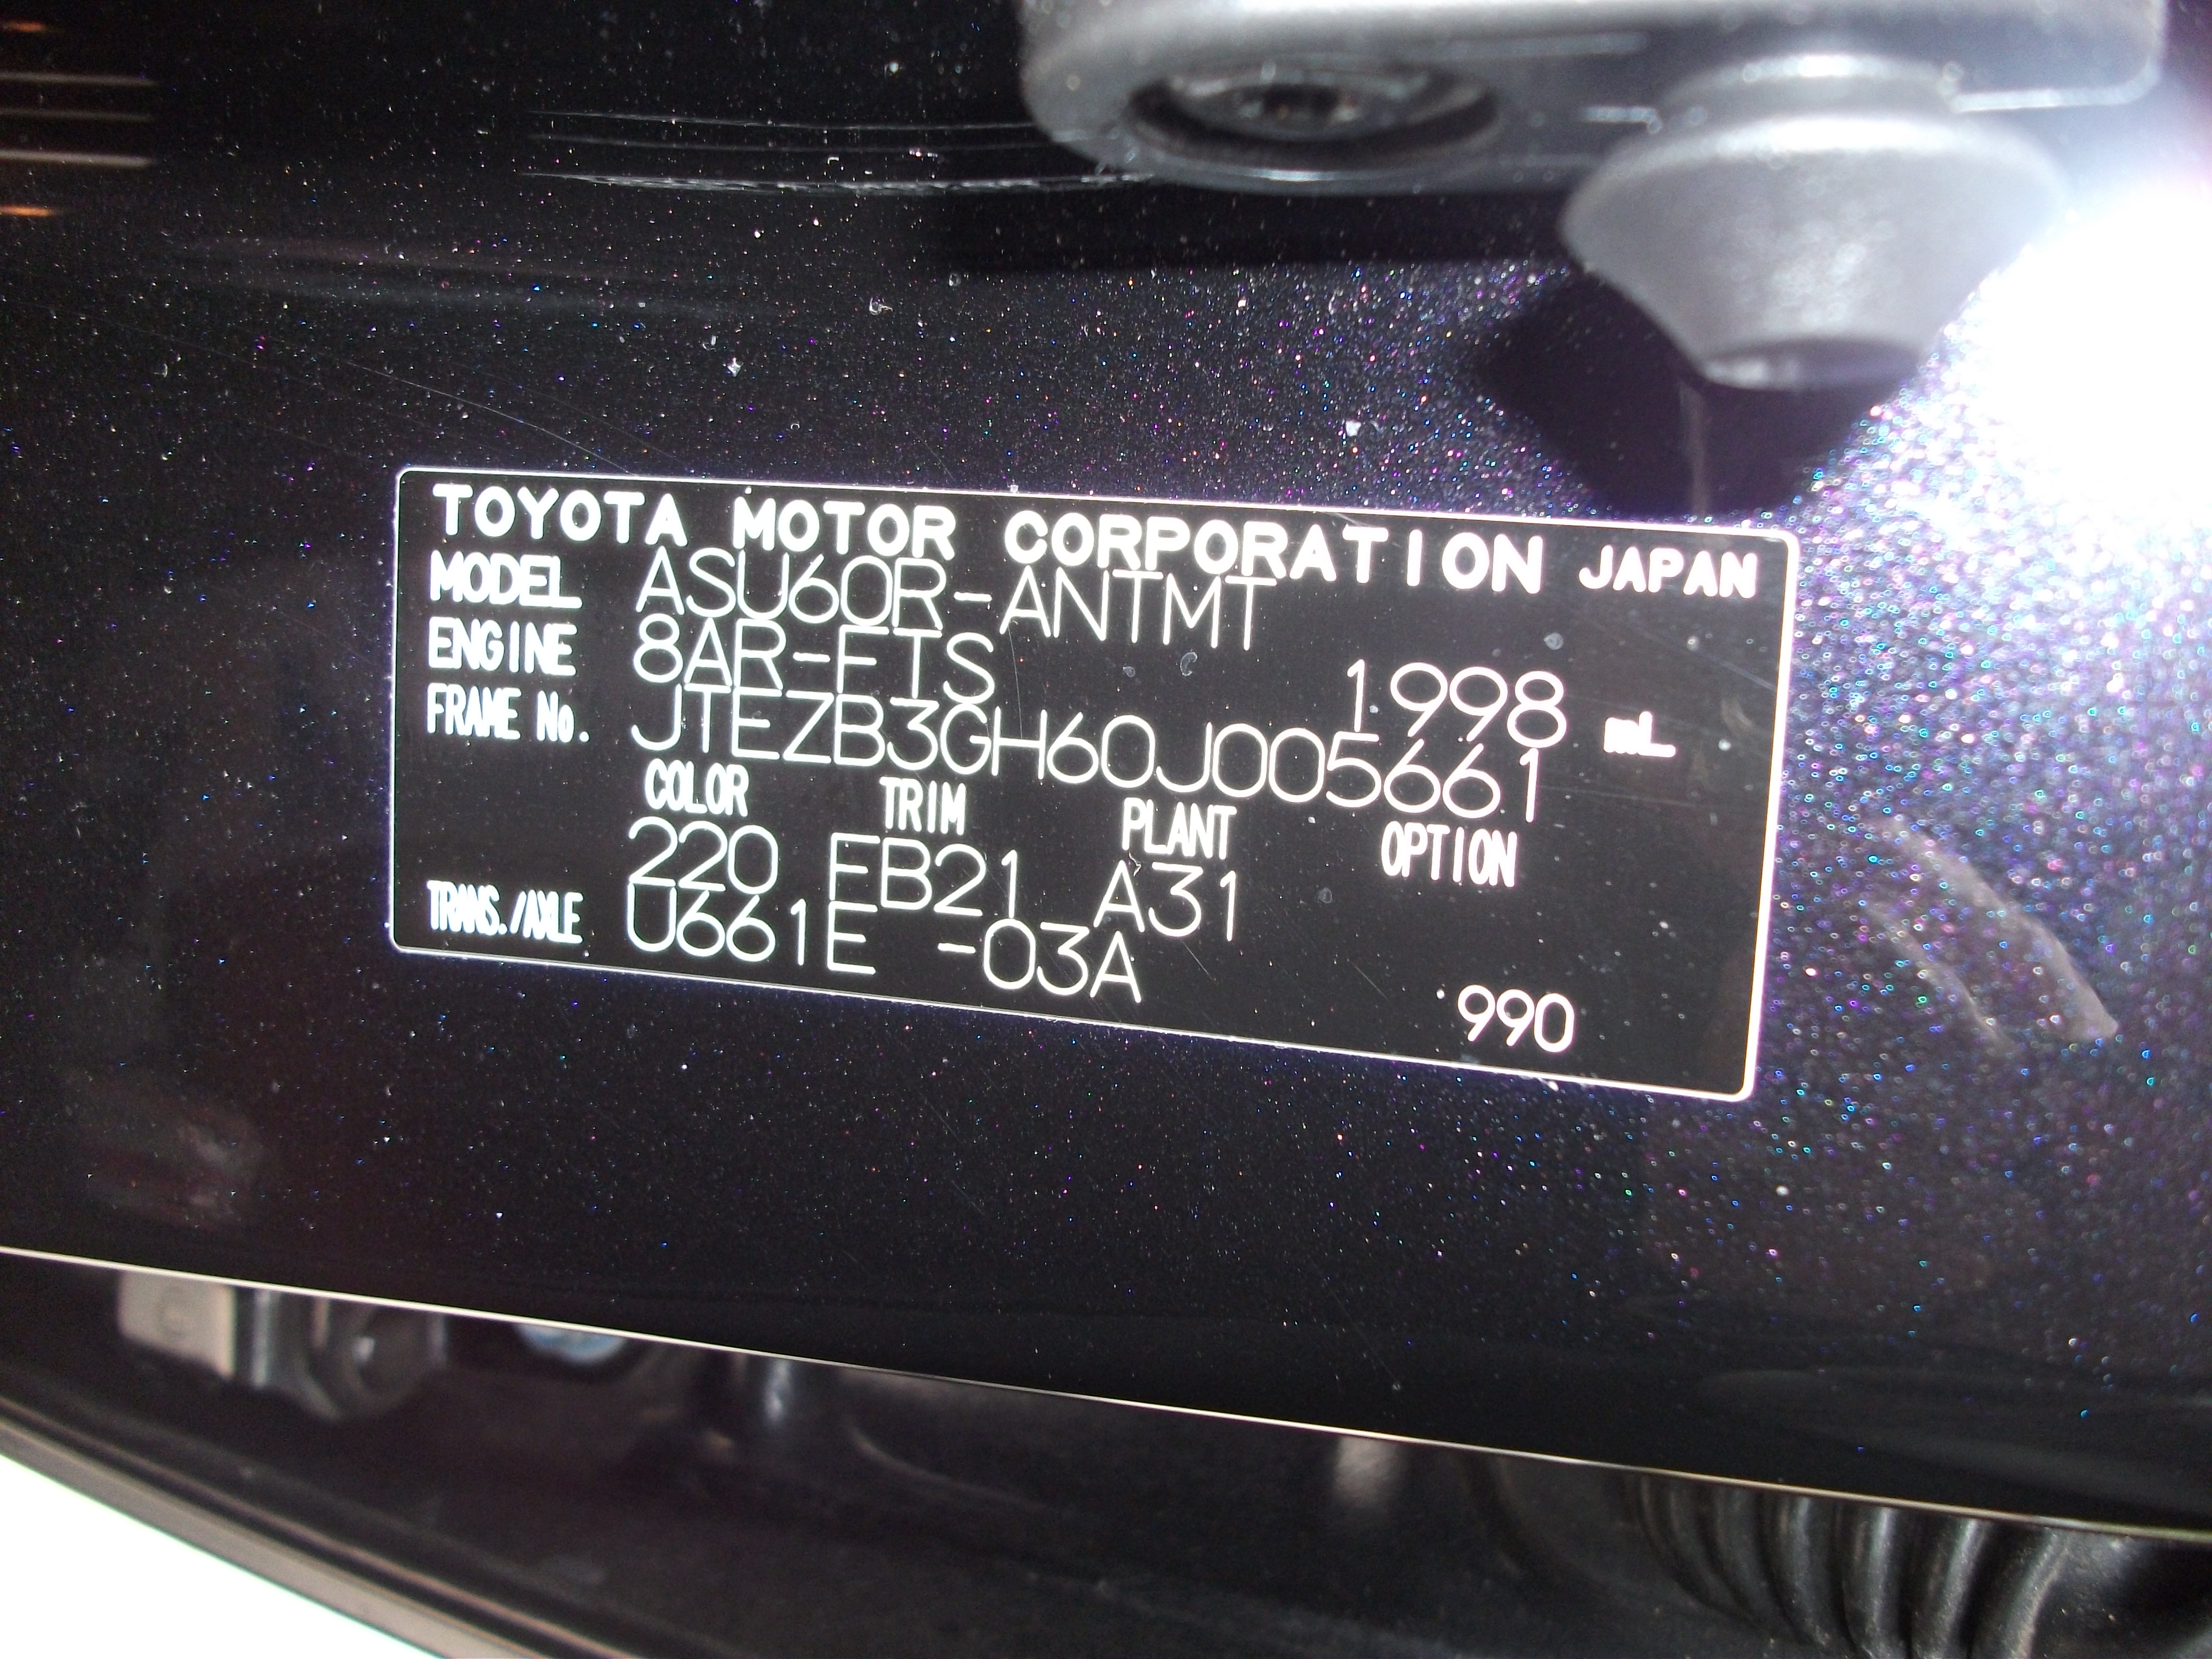 TOYOTA MOTOR CORPORATION JAPAN
MODEL ASU60R-ANTMT
ENGINE 8AR-FTS 1998 mL
FRAME No. JTEZB3GH60J005661
COLOR TRIM PLANT OPTION
220 EB21 A31
TRANS./AXLE U661E -03A
990